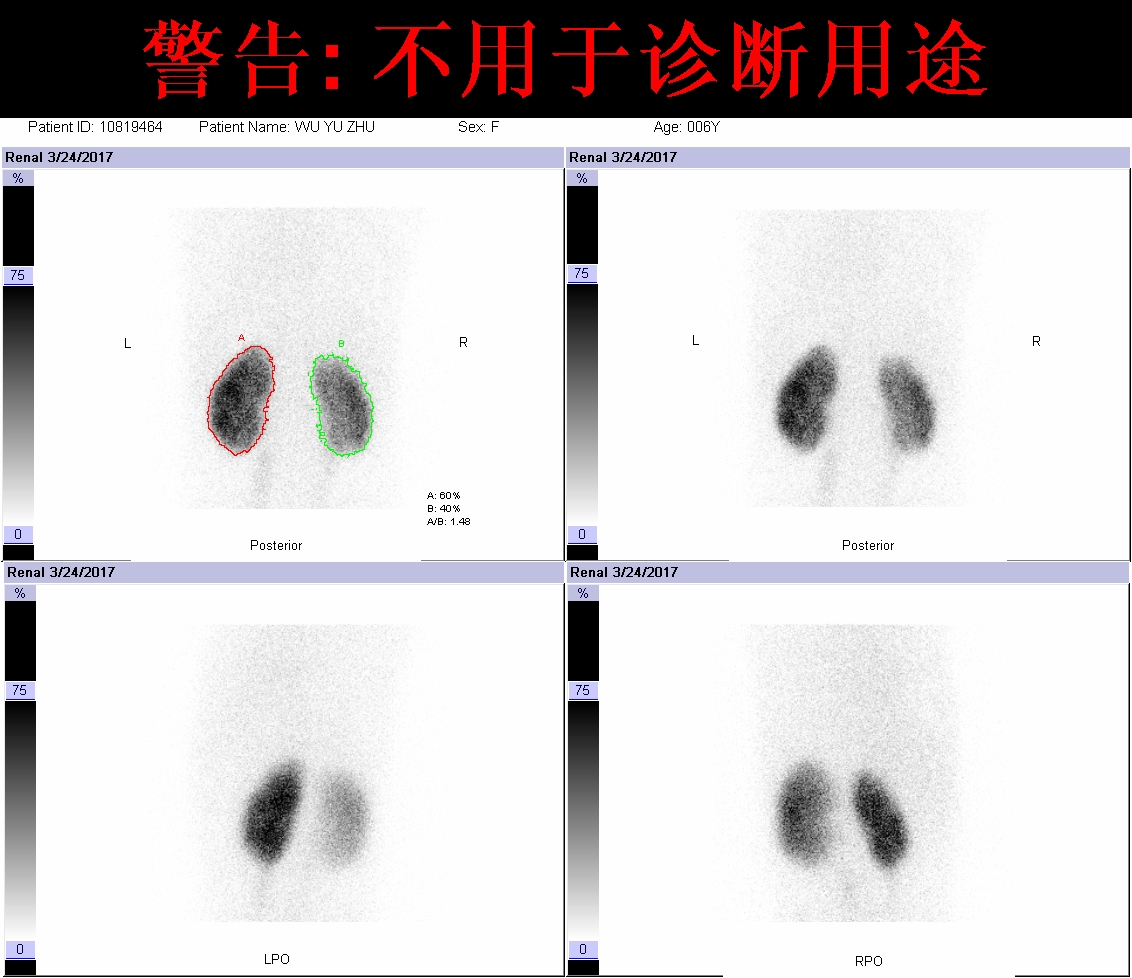 警告: 不用于诊断用途
Patient ID: 10819464 Patient Name: WU YU ZHU Sex: F Age: 006Y
Renal 3/24/2017
%
75
0
L
A
B
R
A: 60%
B: 40%
A/B: 1.48
Posterior
Renal 3/24/2017
%
75
0
L
R
Posterior
Renal 3/24/2017
%
75
0
LPO
Renal 3/24/2017
%
75
0
RPO